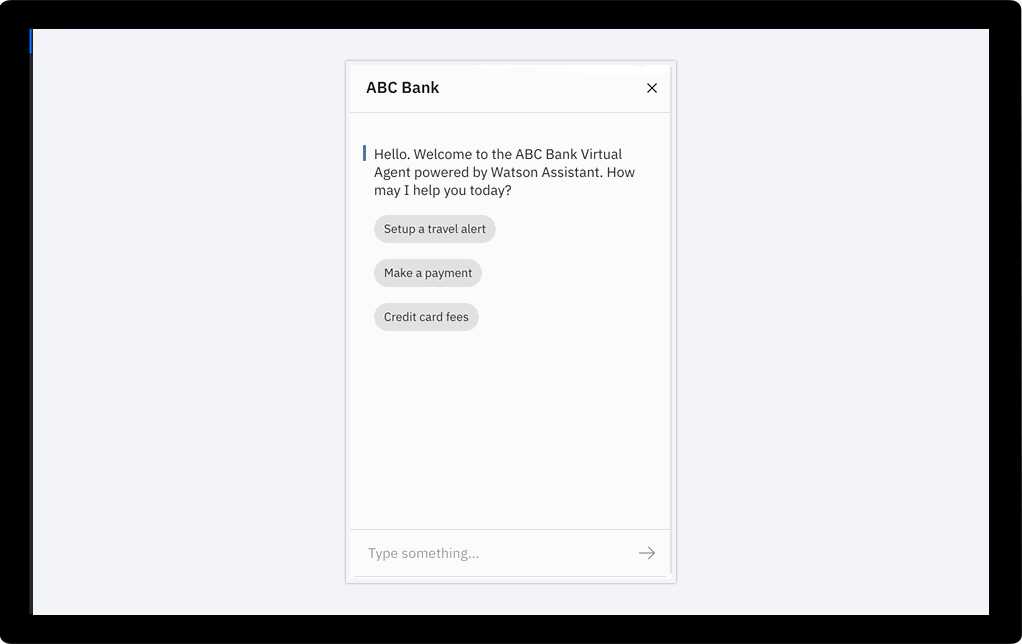 ABC Bank
Hello. Welcome to the ABC Bank Virtual
Agent powered by Watson Assistant. How
may I help you today?
Setup a travel alert
Make a payment
Credit card fees
Type something...